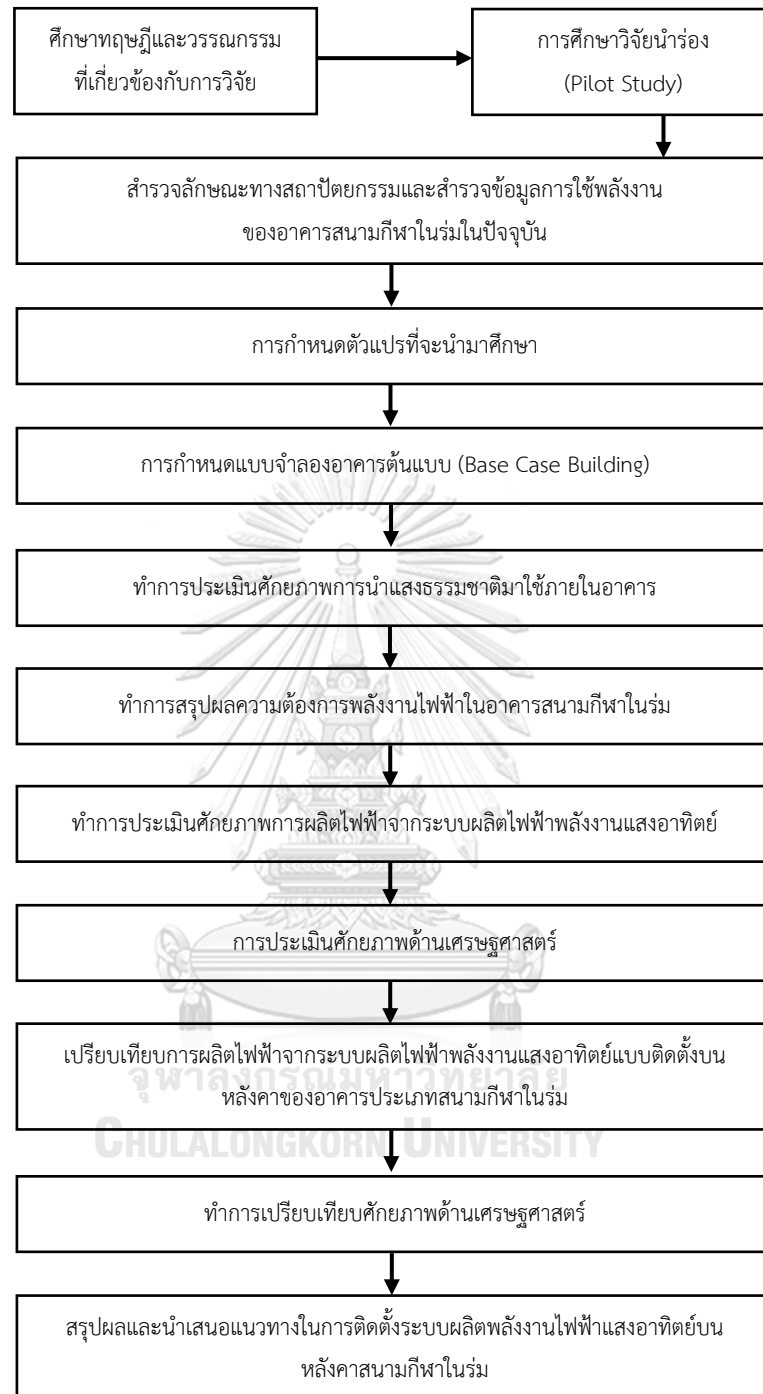 ศึกษาทฤษฎีและวรรณกรรม
ที่เกี่ยวข้องกับการวิจัย
การศึกษาวิจัยนำร่อง
(Pilot Study)
สำรวจลักษณะทางสถาปัตยกรรมและสำรวจข้อมูลการใช้พลังงาน
ของอาคารสนามกีฬาในร่มในปัจจุบัน
การกำหนดตัวแปรที่จะนำมาศึกษา
การกำหนดแบบจำลองอาคารต้นแบบ (Base Case Building)
ทำการประเมินศักยภาพการนำแสงธรรมชาติมาใช้ภายในอาคาร
ทำการสรุปผลความต้องการพลังงานไฟฟ้าในอาคารสนามกีฬาในร่ม
ทำการประเมินศักยภาพการผลิตไฟฟ้าจากระบบผลิตไฟฟ้าพลังงานแสงอาทิตย์
การประเมินศักยภาพด้านเศรษฐศาสตร์
เปรียบเทียบการผลิตไฟฟ้าจากระบบผลิตไฟฟ้าพลังงานแสงอาทิตย์แบบติดตั้งบน
หลังคาของอาคารประเภทสนามกีฬาในร่ม
จุฬาลงกรณ์มหาวิทยาลัย
CHULALONGKORN UNIVERSITY
ทำการเปรียบเทียบศักยภาพด้านเศรษฐศาสตร์
สรุปผลและนำเสนอแนวทางในการติดตั้งระบบผลิตพลังงานไฟฟ้าแสงอาทิตย์บน
หลังคาสนามกีฬาในร่ม